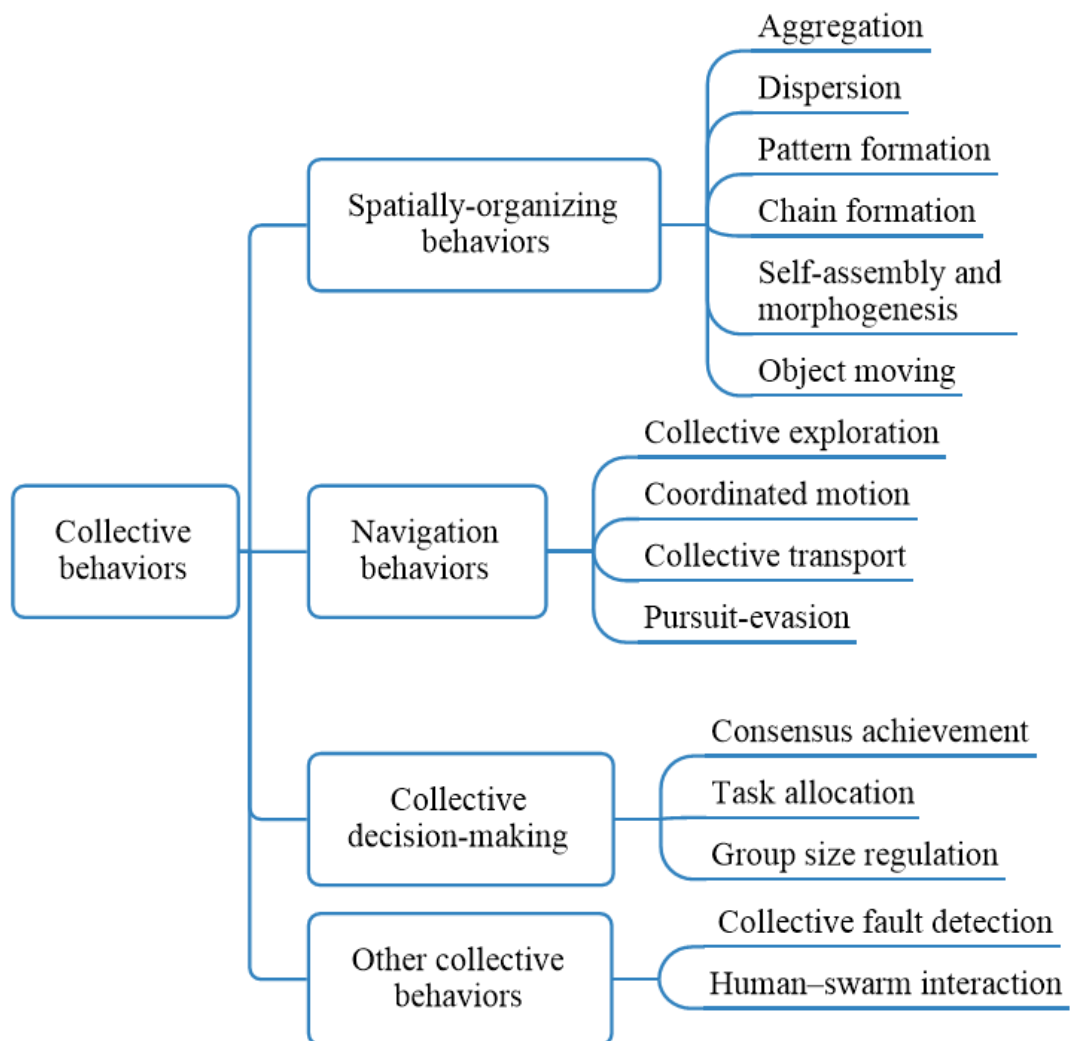 Collective
behaviors
Spatially-organizing
behaviors
Aggregation
Dispersion
Pattern formation
Chain formation
Self-assembly and
morphogenesis
Object moving
Navigation
behaviors
Collective exploration
Coordinated motion
Collective transport
Pursuit-evasion
Collective
decision-making
Consensus achievement
Task allocation
Group size regulation
Other collective
behaviors
Collective fault detection
Human–swarm interaction